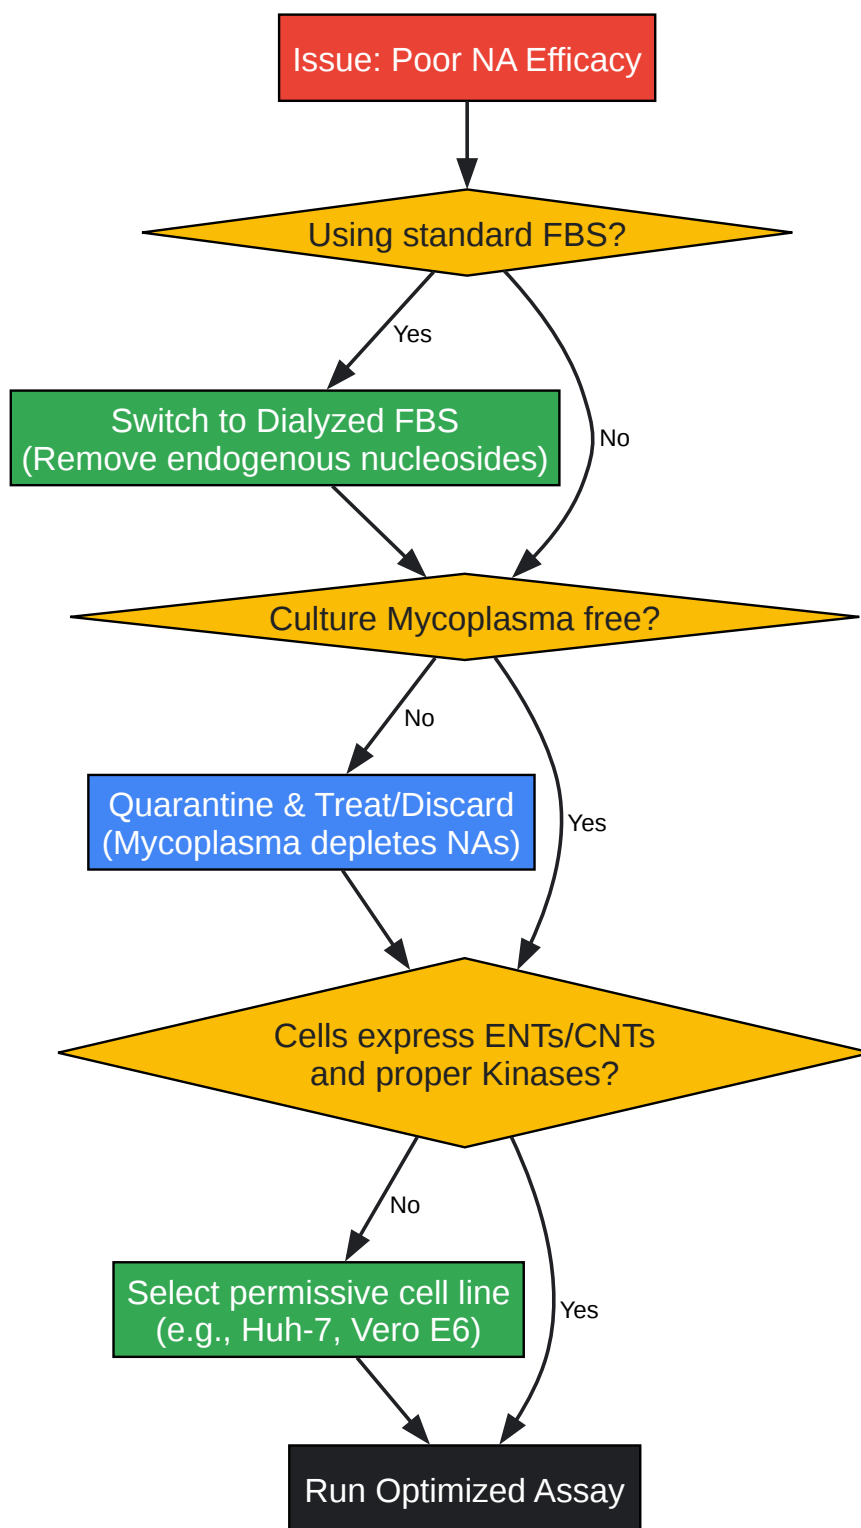 Issue: Poor NA Efficacy
Using standard FBS?
Yes
No
Switch to Dialyzed FBS
(Remove endogenous nucleosides)
Culture Mycoplasma free?
No
Yes
Quarantine & Treat/Discard
(Mycoplasma depletes NAs)
Cells express ENTs/CNTs
and proper Kinases?
No
Yes
Select permissive cell line
(e.g., Huh-7, Vero E6)
Run Optimized Assay